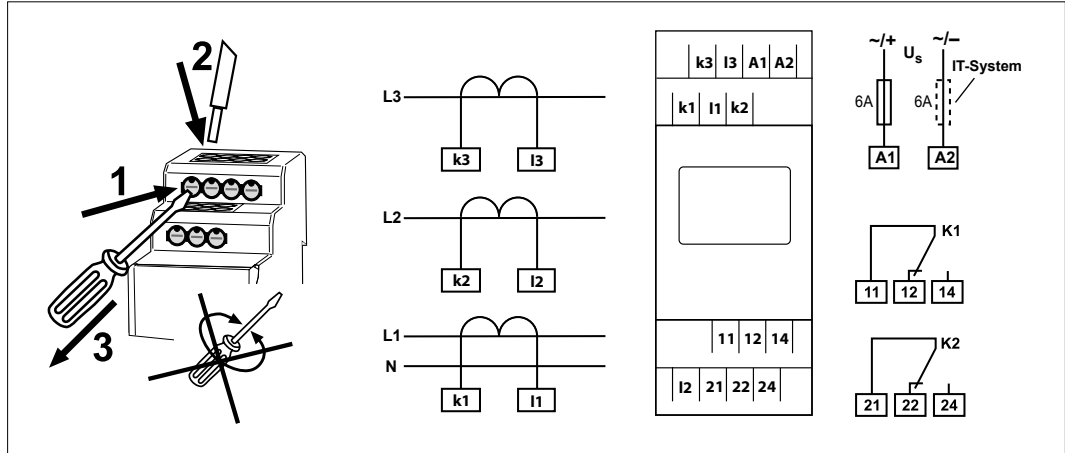 2
1
3
L3
k3 l3
L2
k2 l2
L1
N
k1 l1
k3 l3 A1 A2
k1 l1 k2
11 12 14
l2 21 22 24
~/+ Us ~/–
IT-System
6A 6A
A1 A2
K1
11 12 14
K2
21 22 24